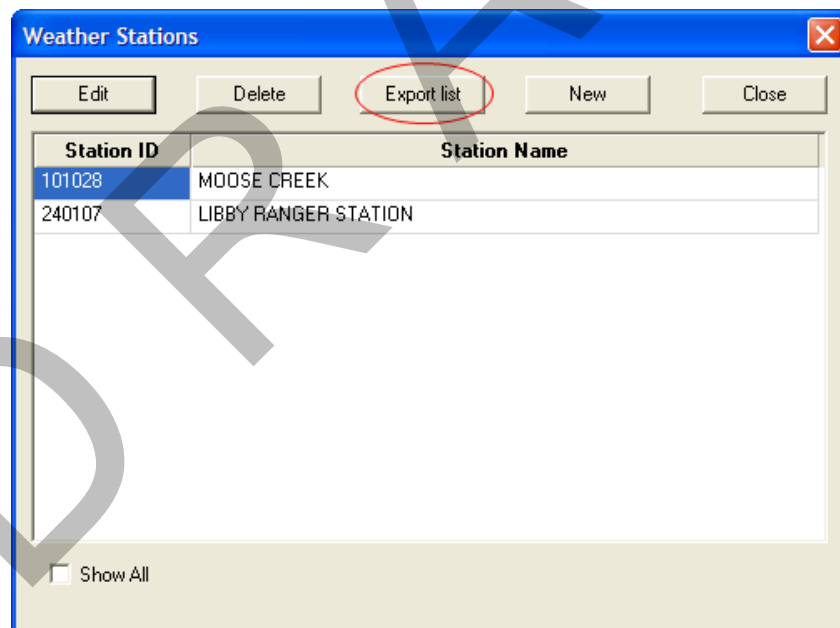 Weather Stations
Edit Delete Export list New Close
Station ID Station Name
101028 MOOSE CREEK
240107 LIBBY RANGER STATION
Show All